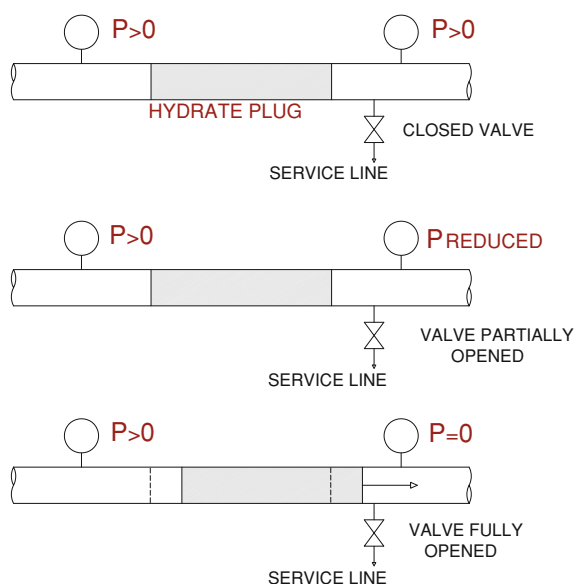 P>0
P>0
HYDRATE PLUG
CLOSED VALVE
SERVICE LINE
P>0
P REDUCED
VALVE PARTIALLY
OPENED
SERVICE LINE
P>0
P=0
VALVE FULLY
OPENED
SERVICE LINE